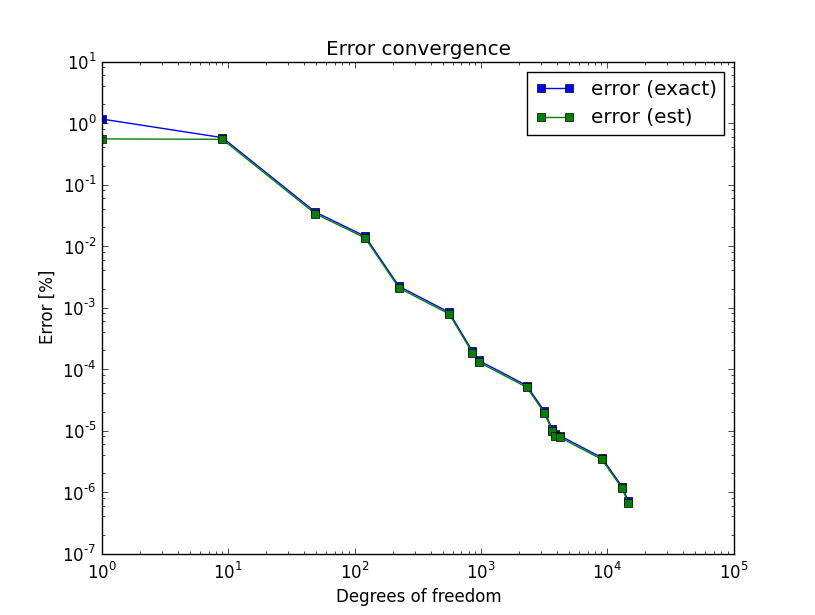 Error convergence
error (exact)
error (est)
10^1
10^0
10^-1
10^-2
10^-3
10^-4
10^-5
10^-6
10^-7
Error [%]
10^0 10^1 10^2 10^3 10^4 10^5
Degrees of freedom